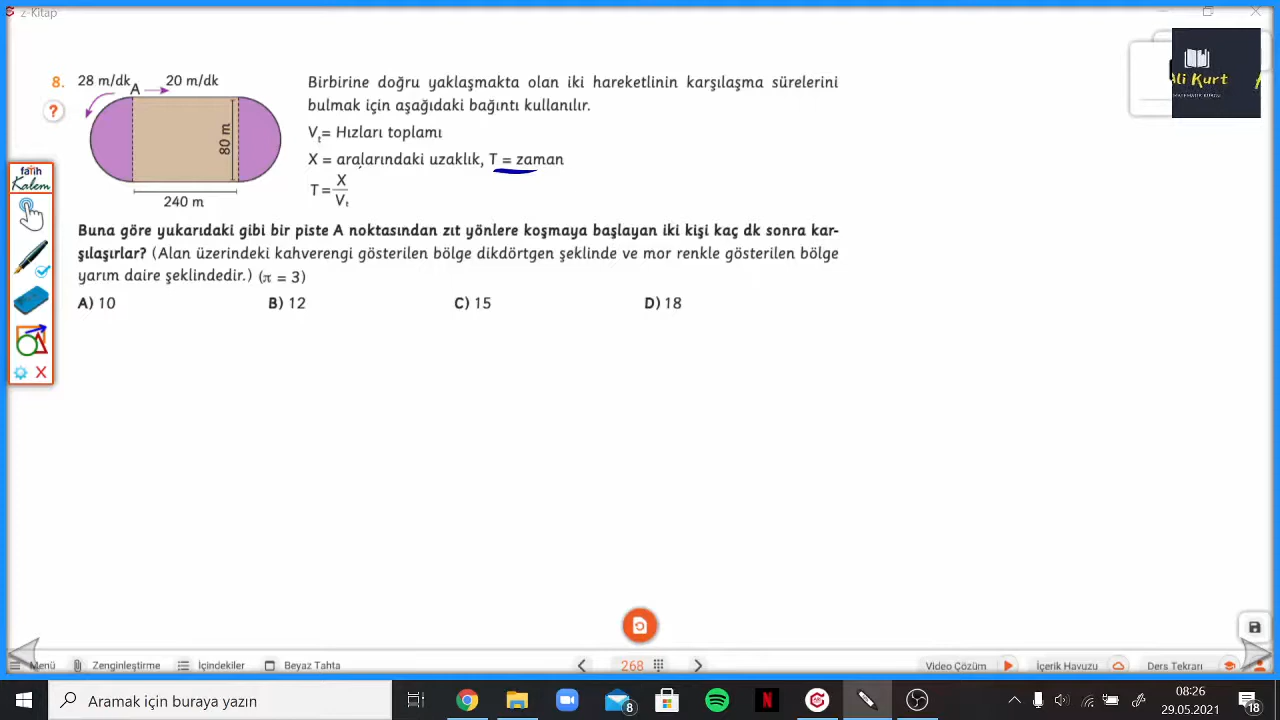 z-Kitap
8. 28 m/dk A 20 m/dk
80 m
240 m
Birbirine doğru yaklaşmakta olan iki hareketlinin karşılaşma sürelerini
bulmak için aşağıdaki bağıntı kullanılır.
Vt= Hızları toplamı
X = aralarındaki uzaklık, T = zaman
T = X / Vt
Buna göre yukarıdaki gibi bir piste A noktasından zıt yönlere koşmaya başlayan iki kişi kaç dk sonra kar-
şılaşırlar? (Alan üzerindeki kahverengi gösterilen bölge dikdörtgen şeklinde ve mor renkle gösterilen bölge
yarım daire şeklindedir.) (π = 3)
A) 10 B) 12 C) 15 D) 18
?
fatih
Kalem
Ali Kurt
Menü Zenginleştirme İçindekiler Beyaz Tahta 268 Video Çözüm İçerik Havuzu Ders Tekrarı
Aramak için buraya yazın
8
N
08:26
29.05.2021
18